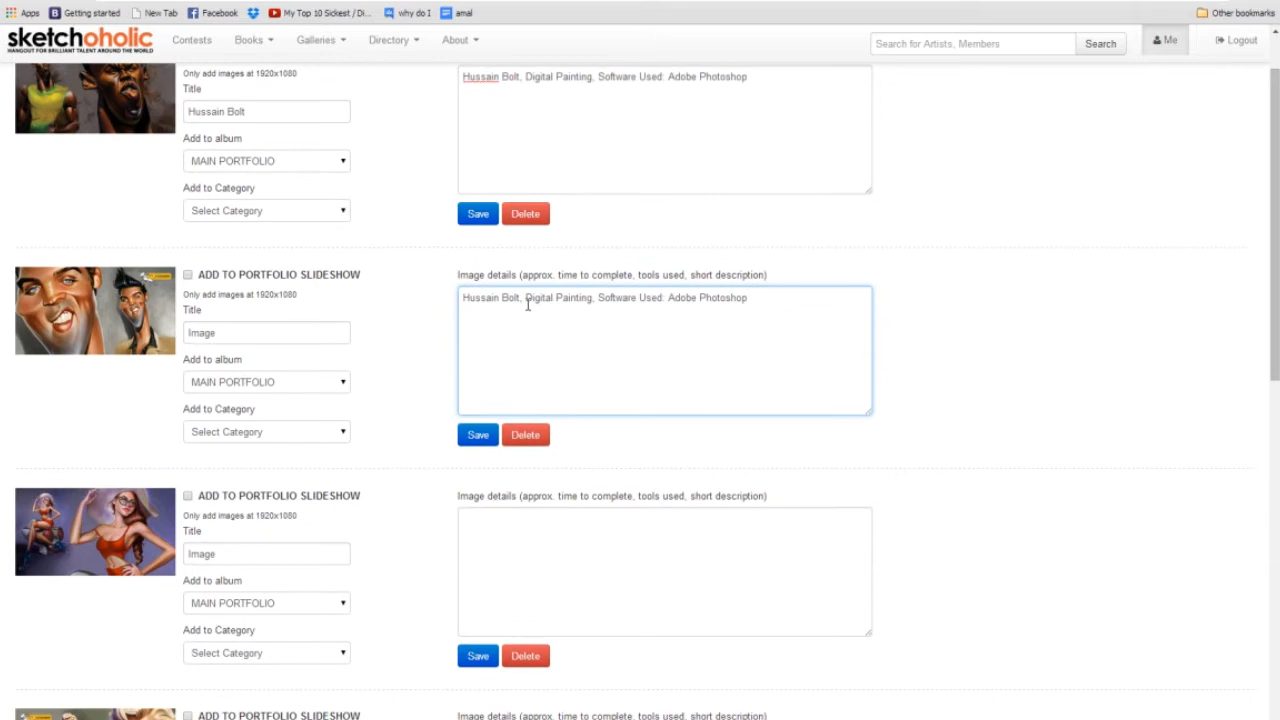 Apps Getting started New Tab Facebook My Top 10 Sickest / Di... why do I amal Other bookmarks
sketchoholic Contests Books Galleries Directory About Search for Artists, Members Search Me Logout
HANGOUT FOR BRILLIANT TALENT AROUND THE WORLD
Only add images at 1920x1080
Title
Hussain Bolt
Add to album
MAIN PORTFOLIO
Add to Category
Select Category
Hussain Bolt, Digital Painting, Software Used: Adobe Photoshop
Save Delete
ADD TO PORTFOLIO SLIDESHOW
Only add images at 1920x1080
Title
Image
Add to album
MAIN PORTFOLIO
Add to Category
Select Category
Image details (approx. time to complete, tools used, short description)
Hussain Bolt, Digital Painting, Software Used: Adobe Photoshop
Save Delete
ADD TO PORTFOLIO SLIDESHOW
Only add images at 1920x1080
Title
Image
Add to album
MAIN PORTFOLIO
Add to Category
Select Category
Image details (approx. time to complete, tools used, short description)
Save Delete
ADD TO PORTFOLIO SLIDESHOW
Image details (approx. time to complete, tools used, short description)